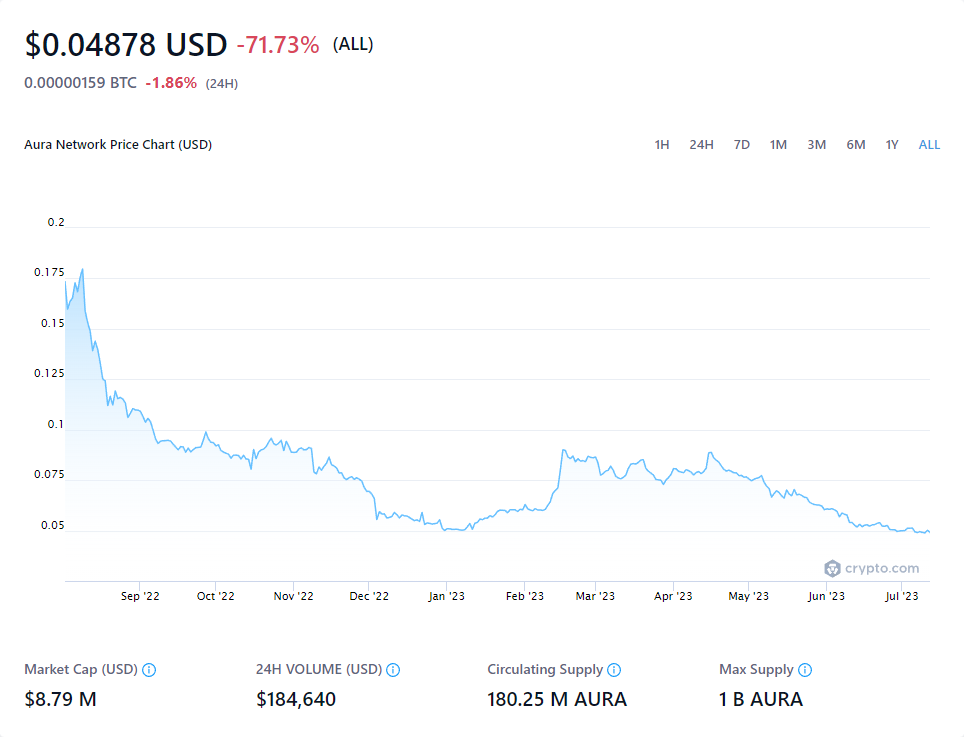 $0.04878 USD -71.73% (ALL)
0.00000159 BTC -1.86% (24H)
Aura Network Price Chart (USD) 1H 24H 7D 1M 3M 6M 1Y ALL
0.2
0.175
0.15
0.125
0.1
0.075
0.05
crypto.com
Sep '22 Oct '22 Nov '22 Dec '22 Jan '23 Feb '23 Mar '23 Apr '23 May '23 Jun '23 Jul '23
Market Cap (USD) 24H VOLUME (USD) Circulating Supply Max Supply
$8.79 M $184,640 180.25 M AURA 1 B AURA